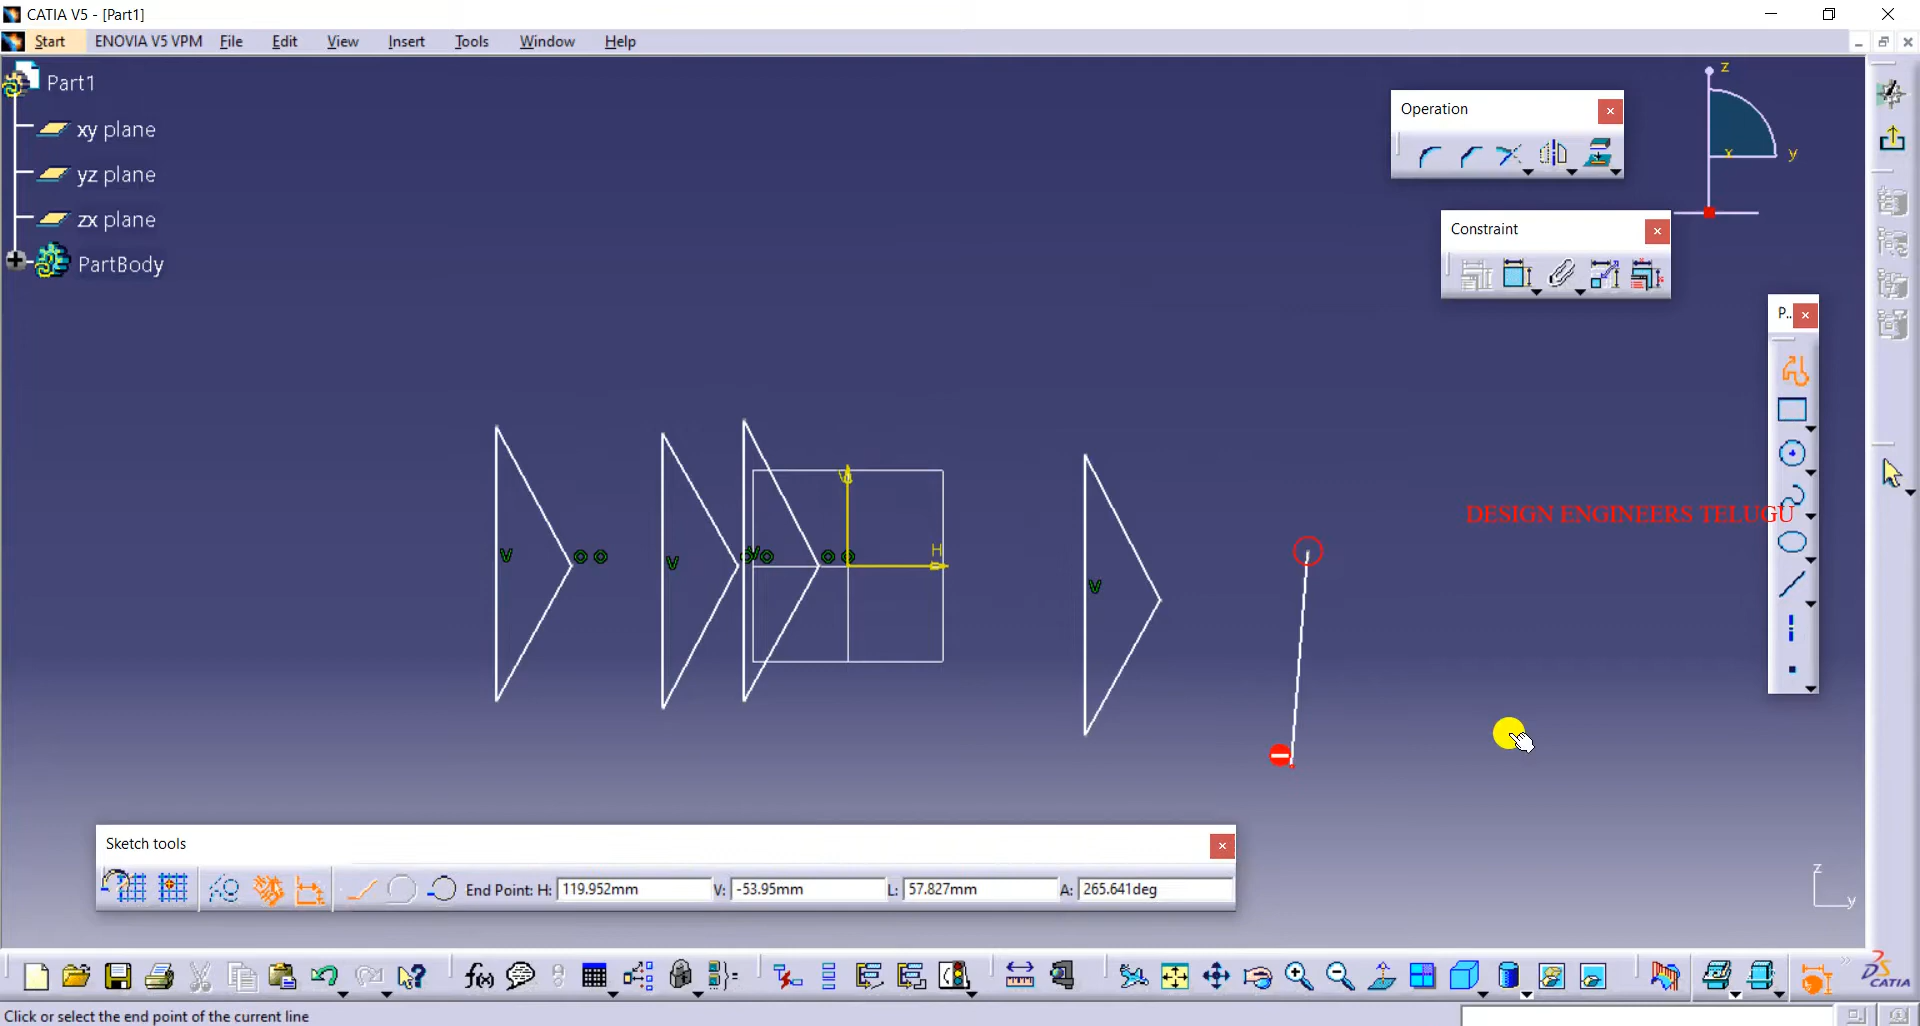 CATIA V5 - [Part1]
Start ENOVIA V5 VPM File Edit View Insert Tools Window Help
Part1
xy plane
yz plane
zx plane
PartBody
Operation
z
x
y
Constraint
P..
V
H
V
V
V
V
DESIGN ENGINEERS TELUGU
Sketch tools
End Point: H: 119.952mm V: -53.95mm L: 57.827mm A: 265.641deg
z
y
f(x)
CATIA
Click or select the end point of the current line